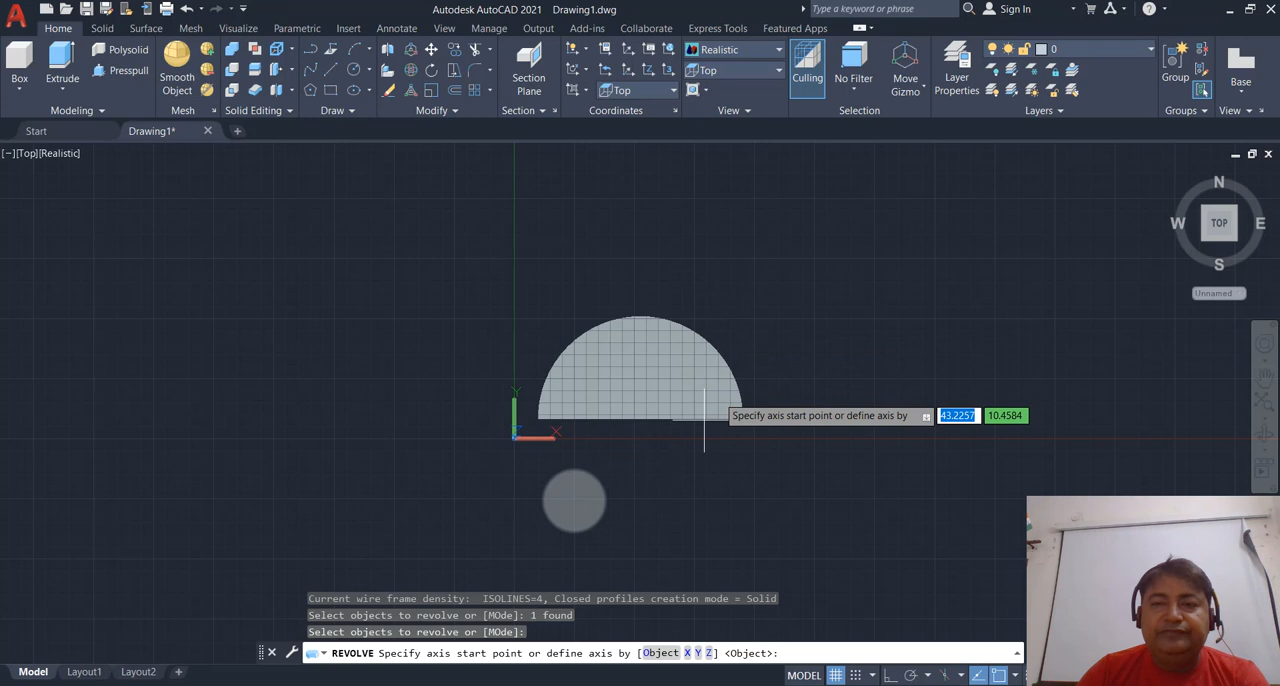 Autodesk AutoCAD 2021 Drawing1.dwg
Type a keyword or phrase
Sign In
Home Solid Surface Mesh Visualize Parametric Insert Annotate View Manage Output Add-ins Collaborate Express Tools Featured Apps
Box
Extrude
Polysolid
Presspull
Smooth
Object
Section
Plane
Realistic
Top
Top
Culling
No Filter
Move
Gizmo
Layer
Properties
0
Group
Base
Modeling Mesh Solid Editing Draw Modify Section Coordinates View Selection Layers Groups View
Start
Drawing1*
[−][Top][Realistic]
N
W TOP E
S
Unnamed
Y
X
Specify axis start point or define axis by 43.2257 10.4584
Current wire frame density: ISOLINES=4, Closed profiles creation mode = Solid
Select objects to revolve or [MOde]: 1 found
Select objects to revolve or [MOde]:
REVOLVE Specify axis start point or define axis by [Object X Y Z] <Object>:
Model Layout1 Layout2 +
MODEL